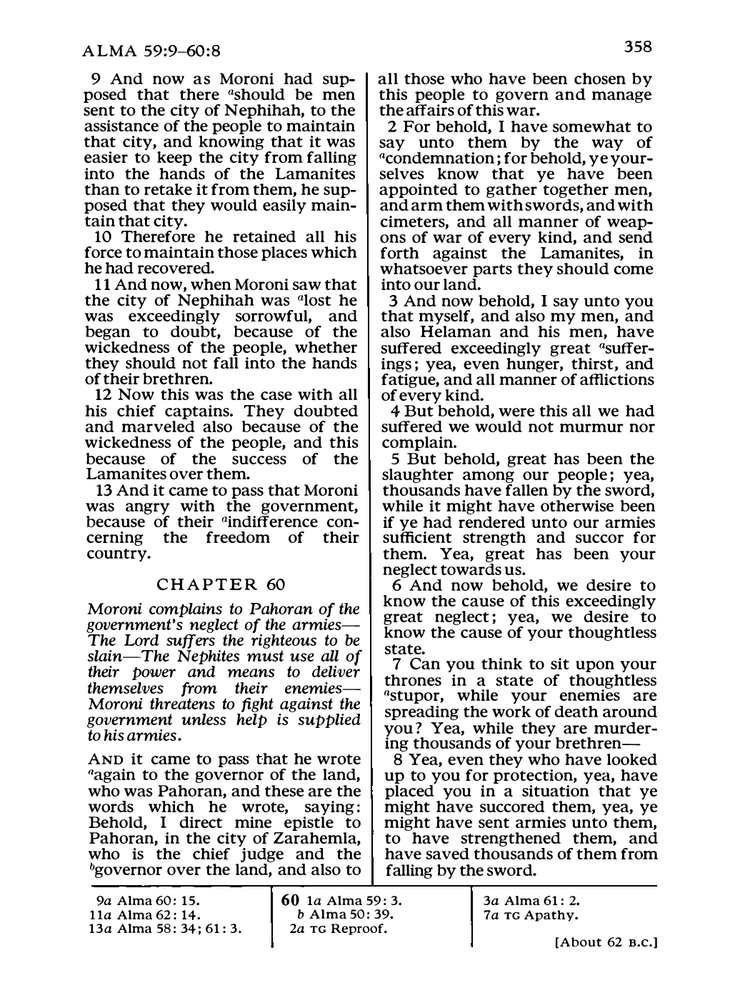 ALMA 59:9–60:8
358
9 And now as Moroni had sup-
posed that there ᵃshould be men
sent to the city of Nephihah, to the
assistance of the people to maintain
that city, and knowing that it was
easier to keep the city from falling
into the hands of the Lamanites
than to retake it from them, he sup-
posed that they would easily main-
tain that city.
10 Therefore he retained all his
force to maintain those places which
he had recovered.
11 And now, when Moroni saw that
the city of Nephihah was ᵃlost he
was exceedingly sorrowful, and
began to doubt, because of the
wickedness of the people, whether
they should not fall into the hands
of their brethren.
12 Now this was the case with all
his chief captains. They doubted
and marveled also because of the
wickedness of the people, and this
because of the success of the
Lamanites over them.
13 And it came to pass that Moroni
was angry with the government,
because of their ᵃindifference con-
cerning the freedom of their
country.
CHAPTER 60
Moroni complains to Pahoran of the
government's neglect of the armies—
The Lord suffers the righteous to be
slain—The Nephites must use all of
their power and means to deliver
themselves from their enemies—
Moroni threatens to fight against the
government unless help is supplied
to his armies.
AND it came to pass that he wrote
ᵃagain to the governor of the land,
who was Pahoran, and these are the
words which he wrote, saying:
Behold, I direct mine epistle to
Pahoran, in the city of Zarahemla,
who is the chief judge and the
ᵇgovernor over the land, and also to
all those who have been chosen by
this people to govern and manage
the affairs of this war.
2 For behold, I have somewhat to
say unto them by the way of
ᵃcondemnation; for behold, ye your-
selves know that ye have been
appointed to gather together men,
and arm them with swords, and with
cimeters, and all manner of weap-
ons of war of every kind, and send
forth against the Lamanites, in
whatsoever parts they should come
into our land.
3 And now behold, I say unto you
that myself, and also my men, and
also Helaman and his men, have
suffered exceedingly great ᵃsuffer-
ings; yea, even hunger, thirst, and
fatigue, and all manner of afflictions
of every kind.
4 But behold, were this all we had
suffered we would not murmur nor
complain.
5 But behold, great has been the
slaughter among our people; yea,
thousands have fallen by the sword,
while it might have otherwise been
if ye had rendered unto our armies
sufficient strength and succor for
them. Yea, great has been your
neglect towards us.
6 And now behold, we desire to
know the cause of this exceedingly
great neglect; yea, we desire to
know the cause of your thoughtless
state.
7 Can you think to sit upon your
thrones in a state of thoughtless
ᵃstupor, while your enemies are
spreading the work of death around
you? Yea, while they are murder-
ing thousands of your brethren—
8 Yea, even they who have looked
up to you for protection, yea, have
placed you in a situation that ye
might have succored them, yea, ye
might have sent armies unto them,
to have strengthened them, and
have saved thousands of them from
falling by the sword.
9a Alma 60: 15.
11a Alma 62: 14.
13a Alma 58: 34; 61: 3.
60 1a Alma 59: 3.
b Alma 50: 39.
2a TG Reproof.
3a Alma 61: 2.
7a TG Apathy.
[About 62 B.C.]